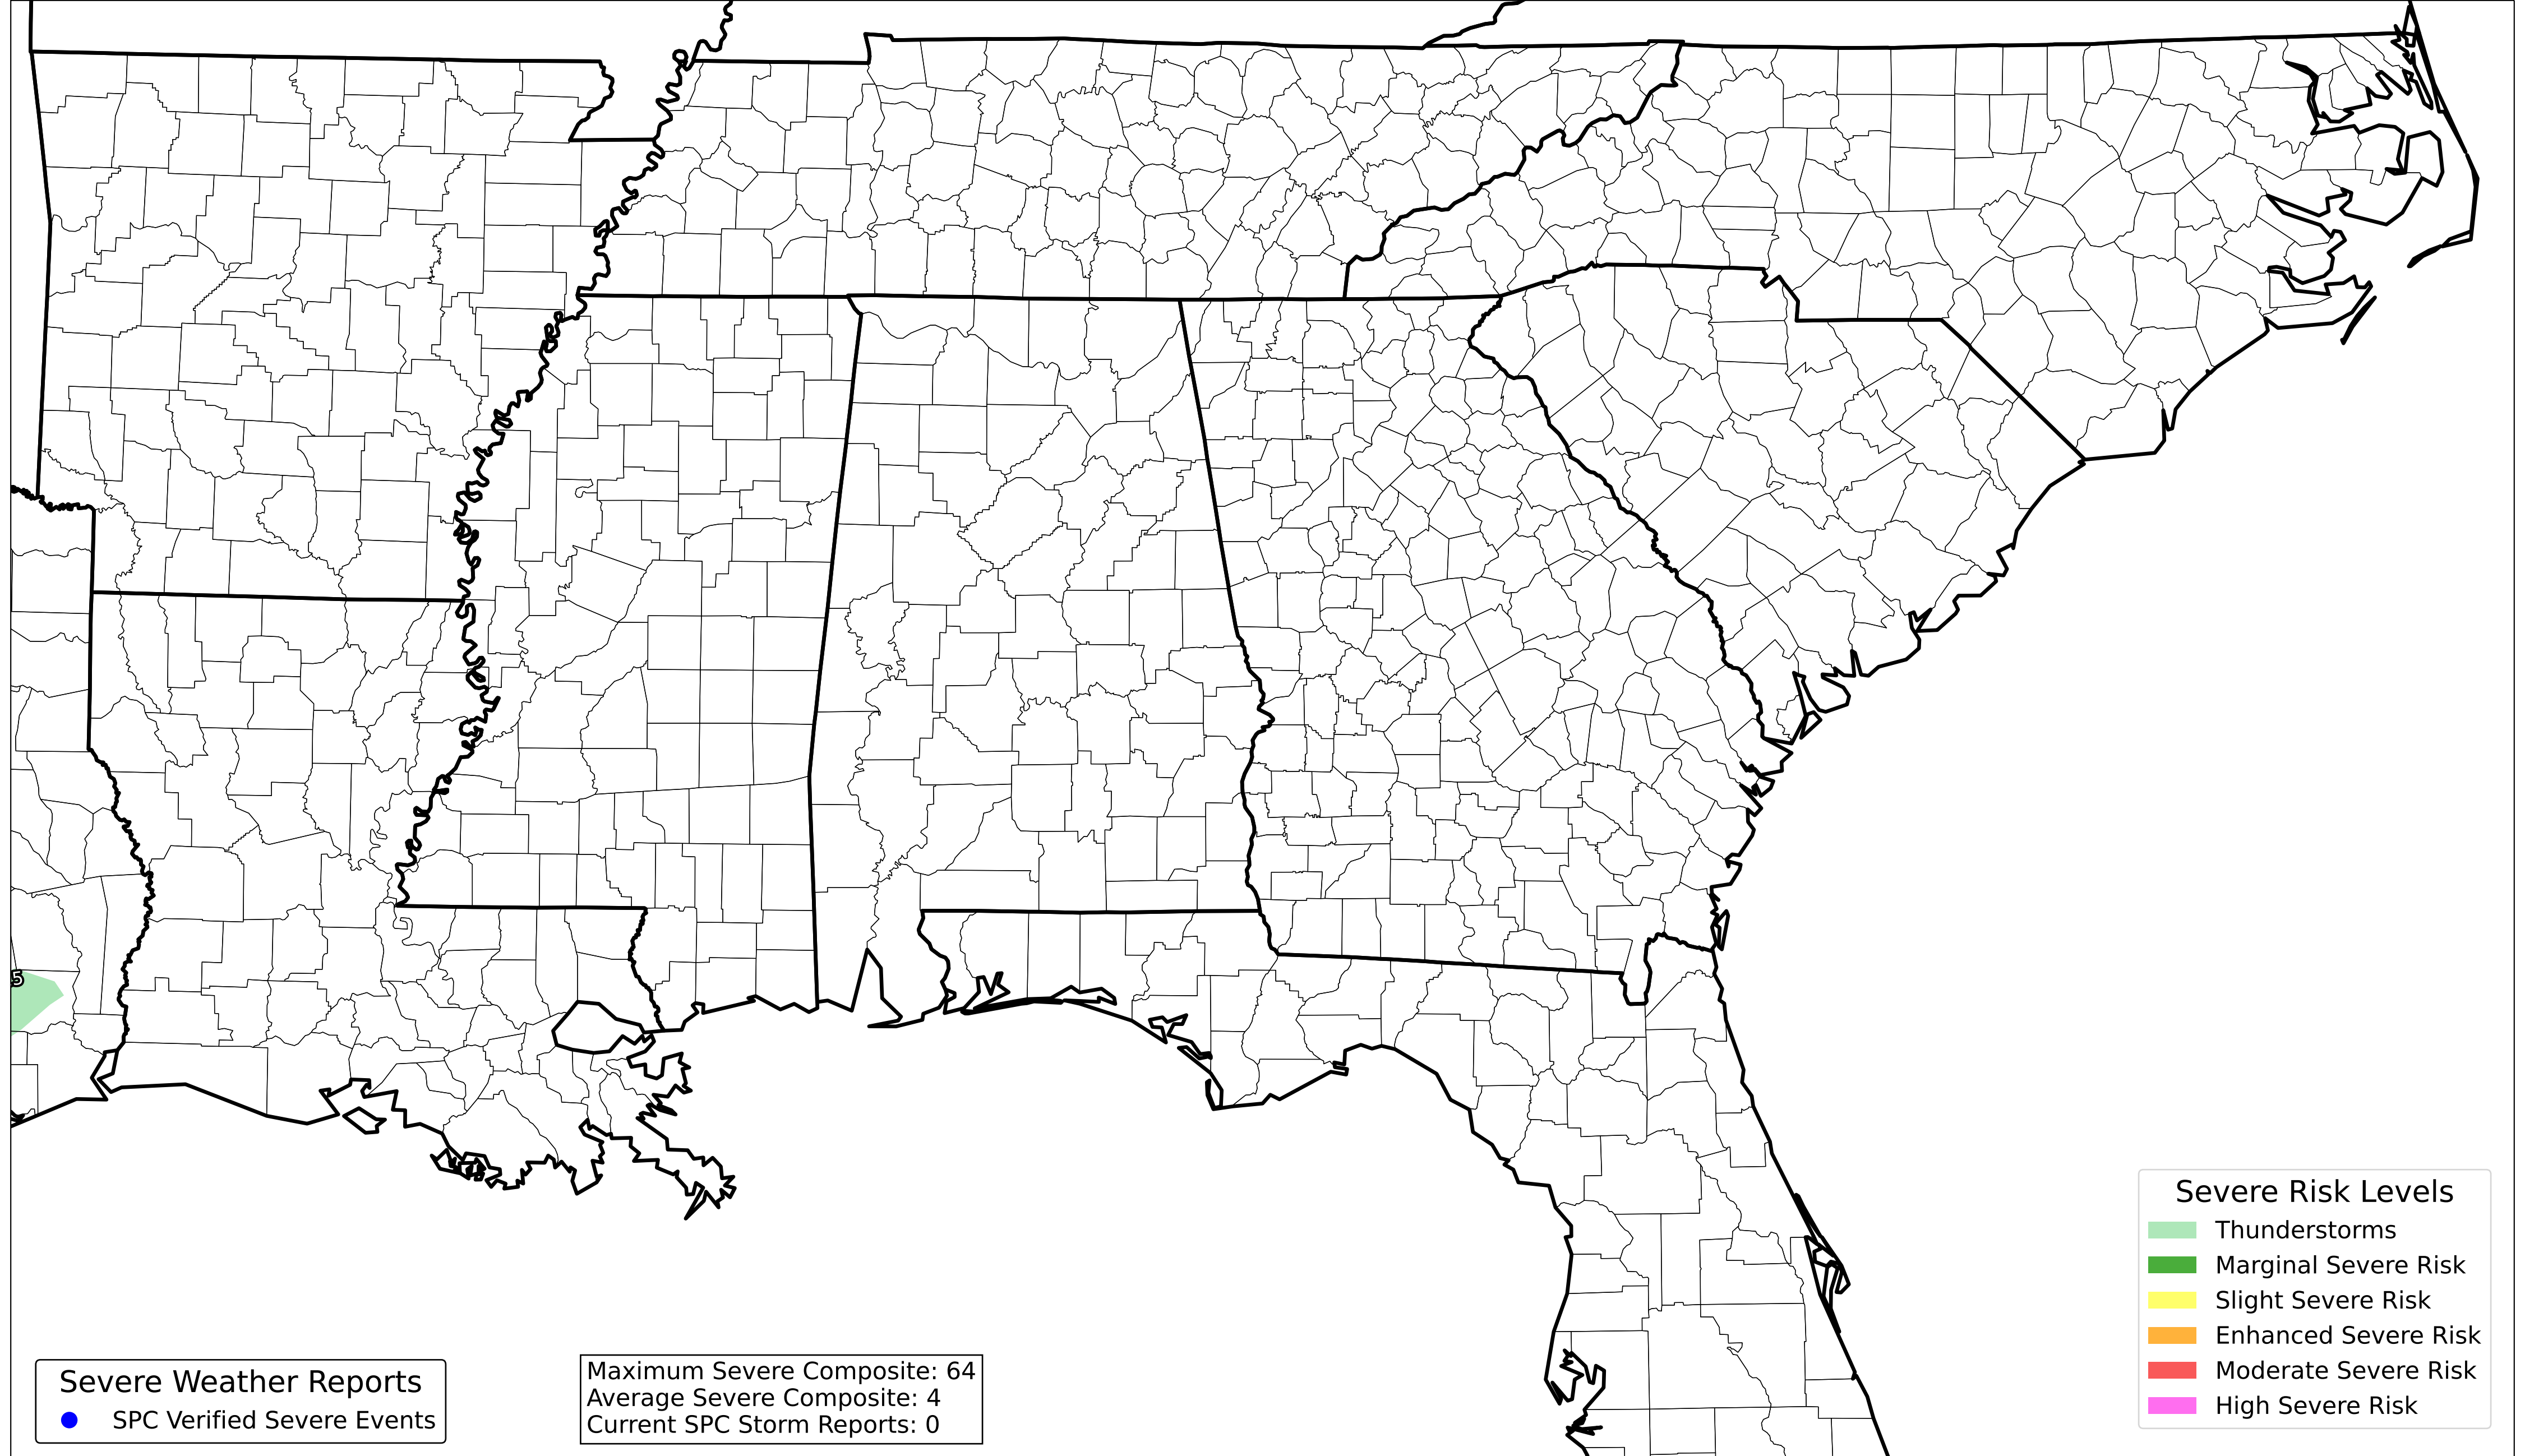 5
Severe Weather Reports
SPC Verified Severe Events
Maximum Severe Composite: 64
Average Severe Composite: 4
Current SPC Storm Reports: 0
Severe Risk Levels
Thunderstorms
Marginal Severe Risk
Slight Severe Risk
Enhanced Severe Risk
Moderate Severe Risk
High Severe Risk